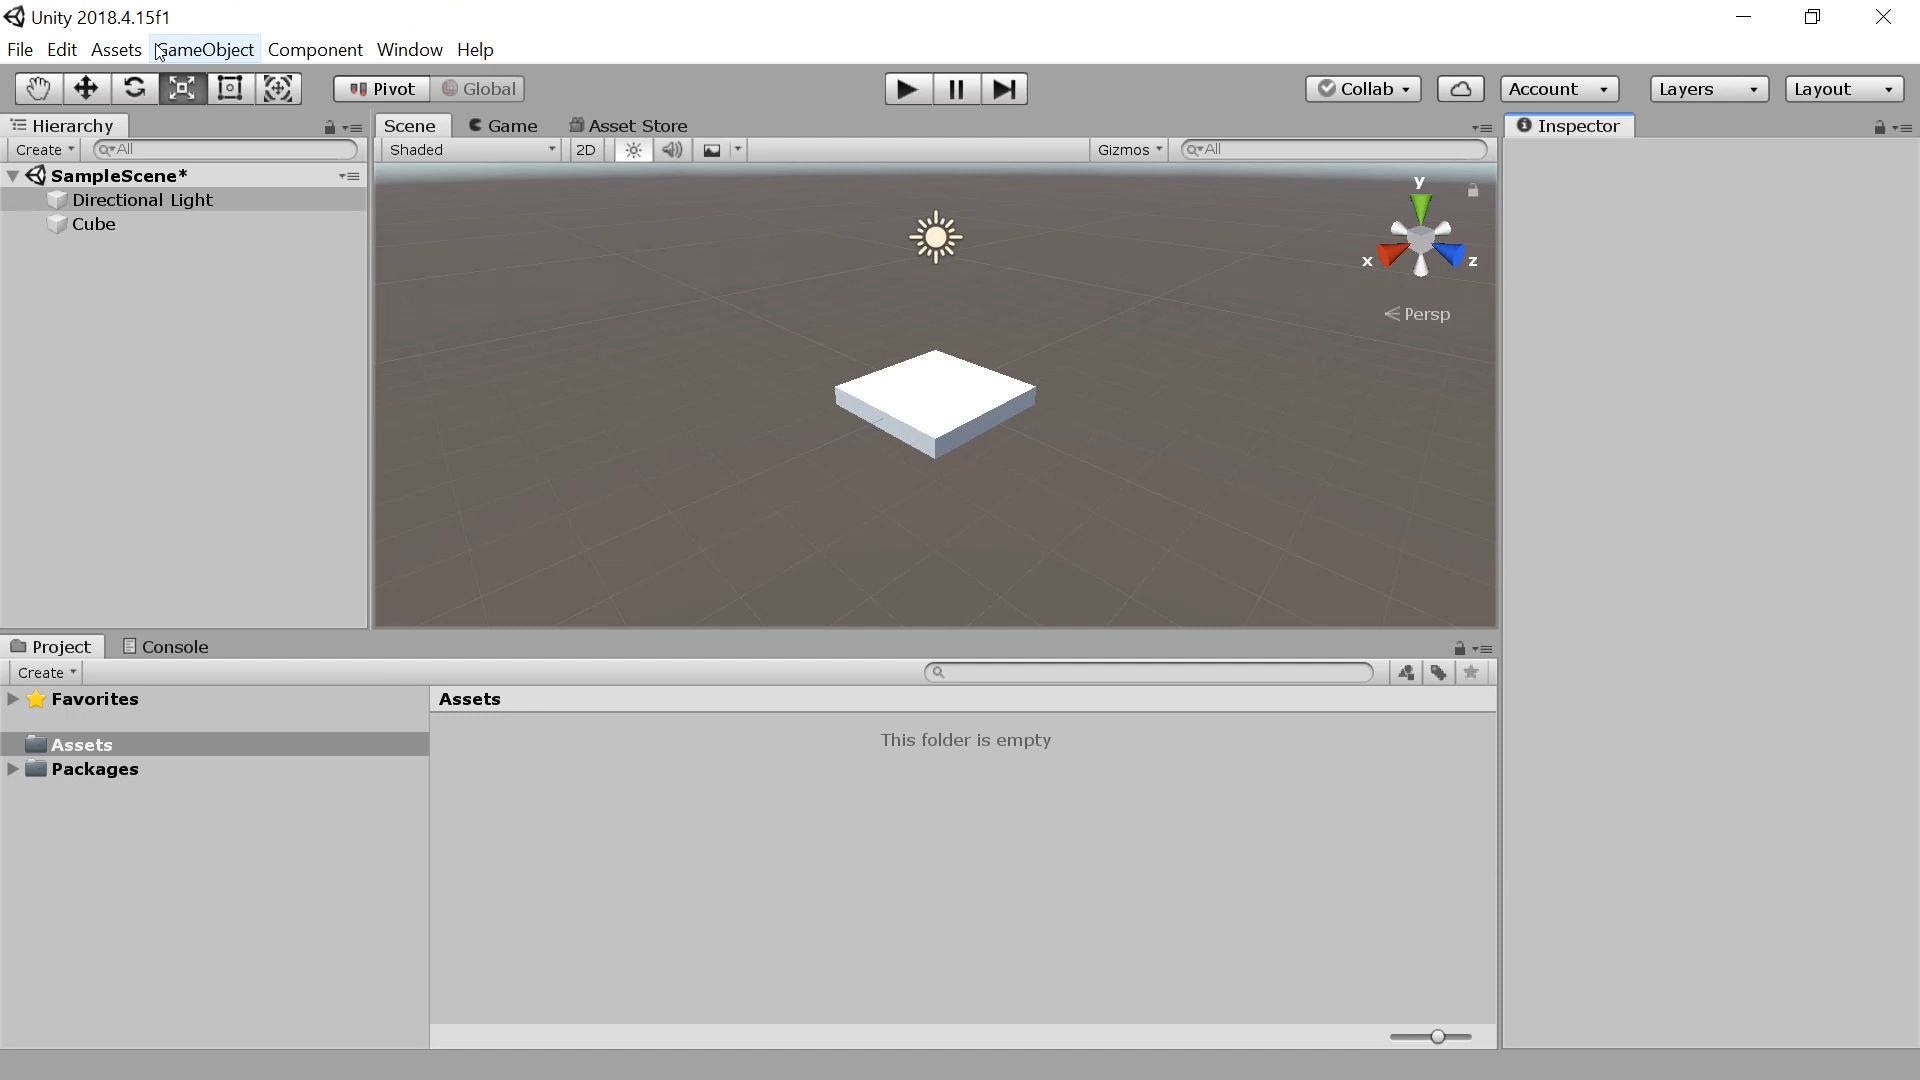 Unity 2018.4.15f1
File Edit Assets GameObject Component Window Help
Pivot Global Collab Account Layers Layout
Hierarchy Scene Game Asset Store Inspector
Create All Shaded 2D Gizmos All
SampleScene*
Directional Light
Cube
y
x z
Persp
Project Console
Create
Favorites Assets
This folder is empty
Assets
Packages